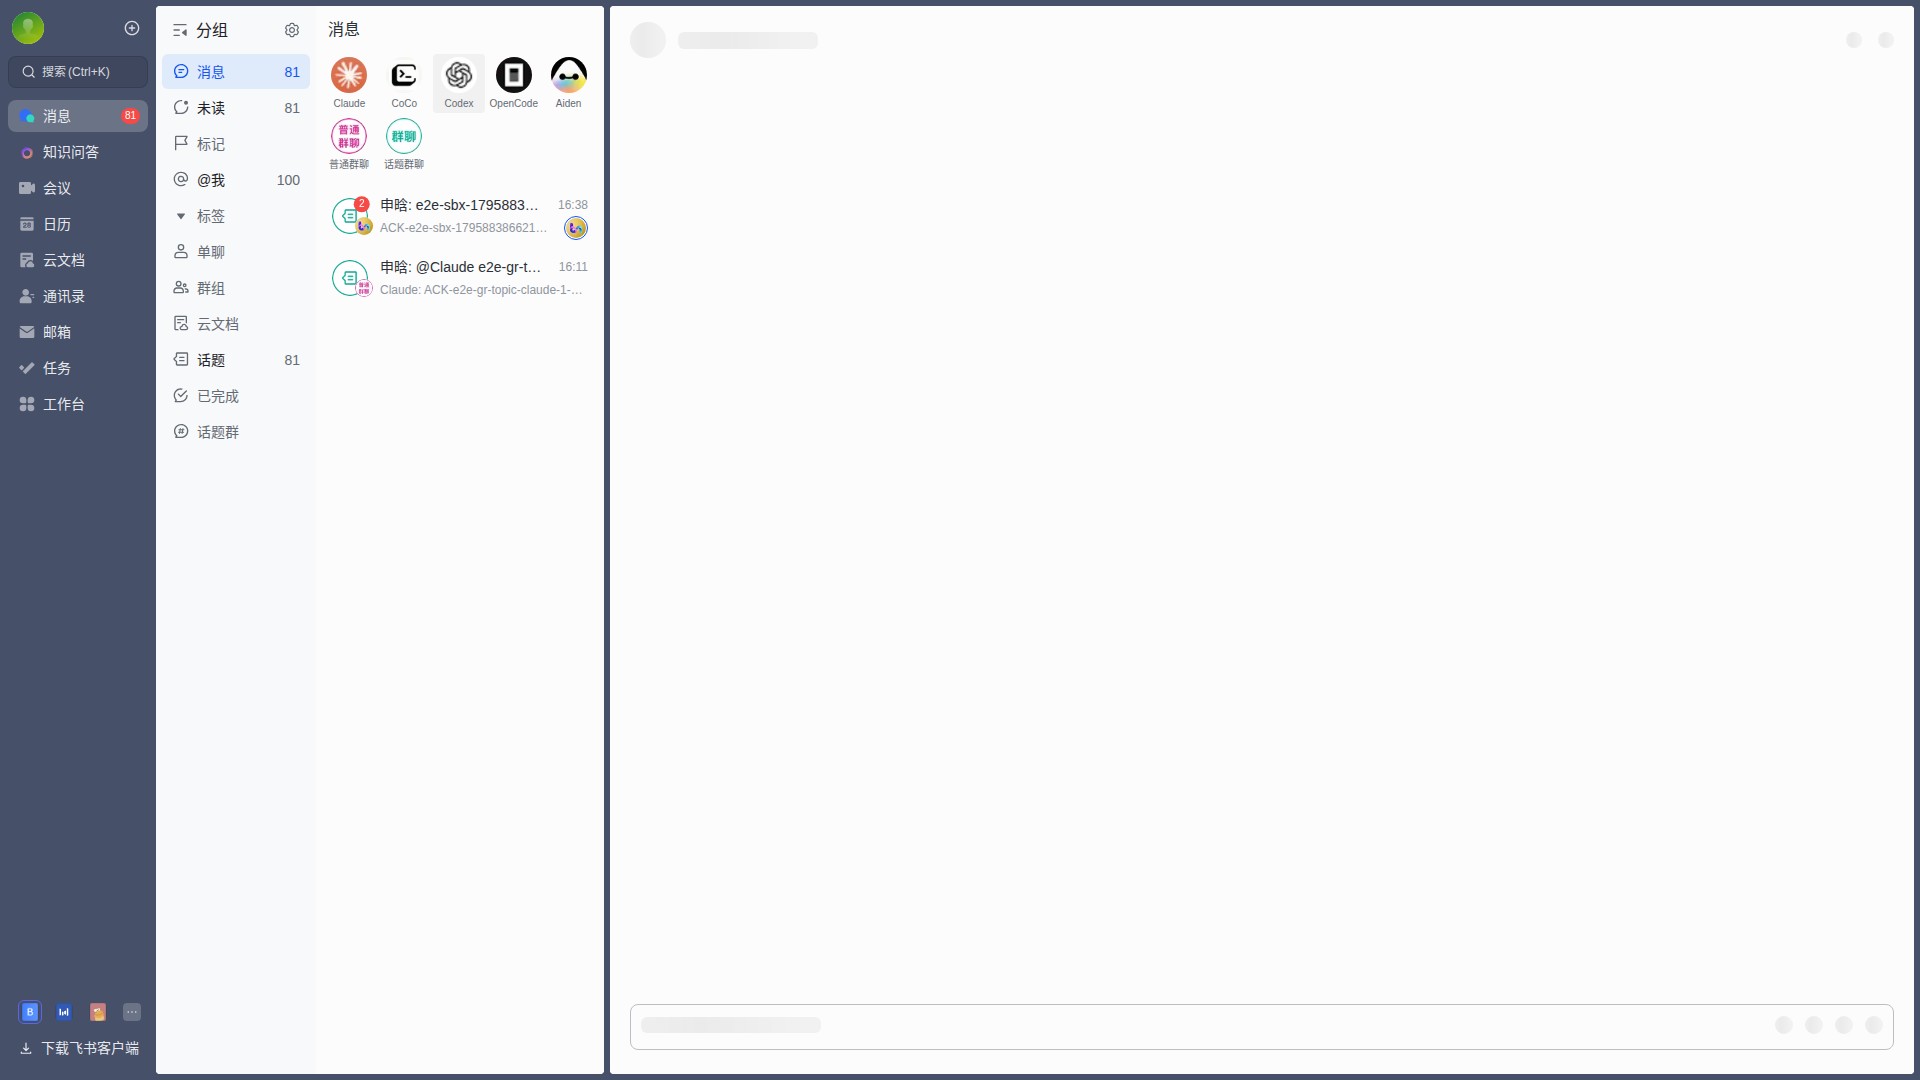 搜索 (Ctrl+K)
消息
81
知识问答
会议
日历
云文档
通讯录
邮箱
任务
工作台
B
下载飞书客户端
分组
消息
81
未读
81
标记
@我
100
标签
单聊
群组
云文档
话题
81
已完成
话题群
消息
Claude
CoCo
Codex
OpenCode
Aiden
普通
群聊
普通群聊
群聊
话题群聊
2
申晗: e2e-sbx-1795883...
16:38
ACK-e2e-sbx-179588386621...
申晗: @Claude e2e-gr-t...
16:11
普通
群聊
Claude: ACK-e2e-gr-topic-claude-1-...